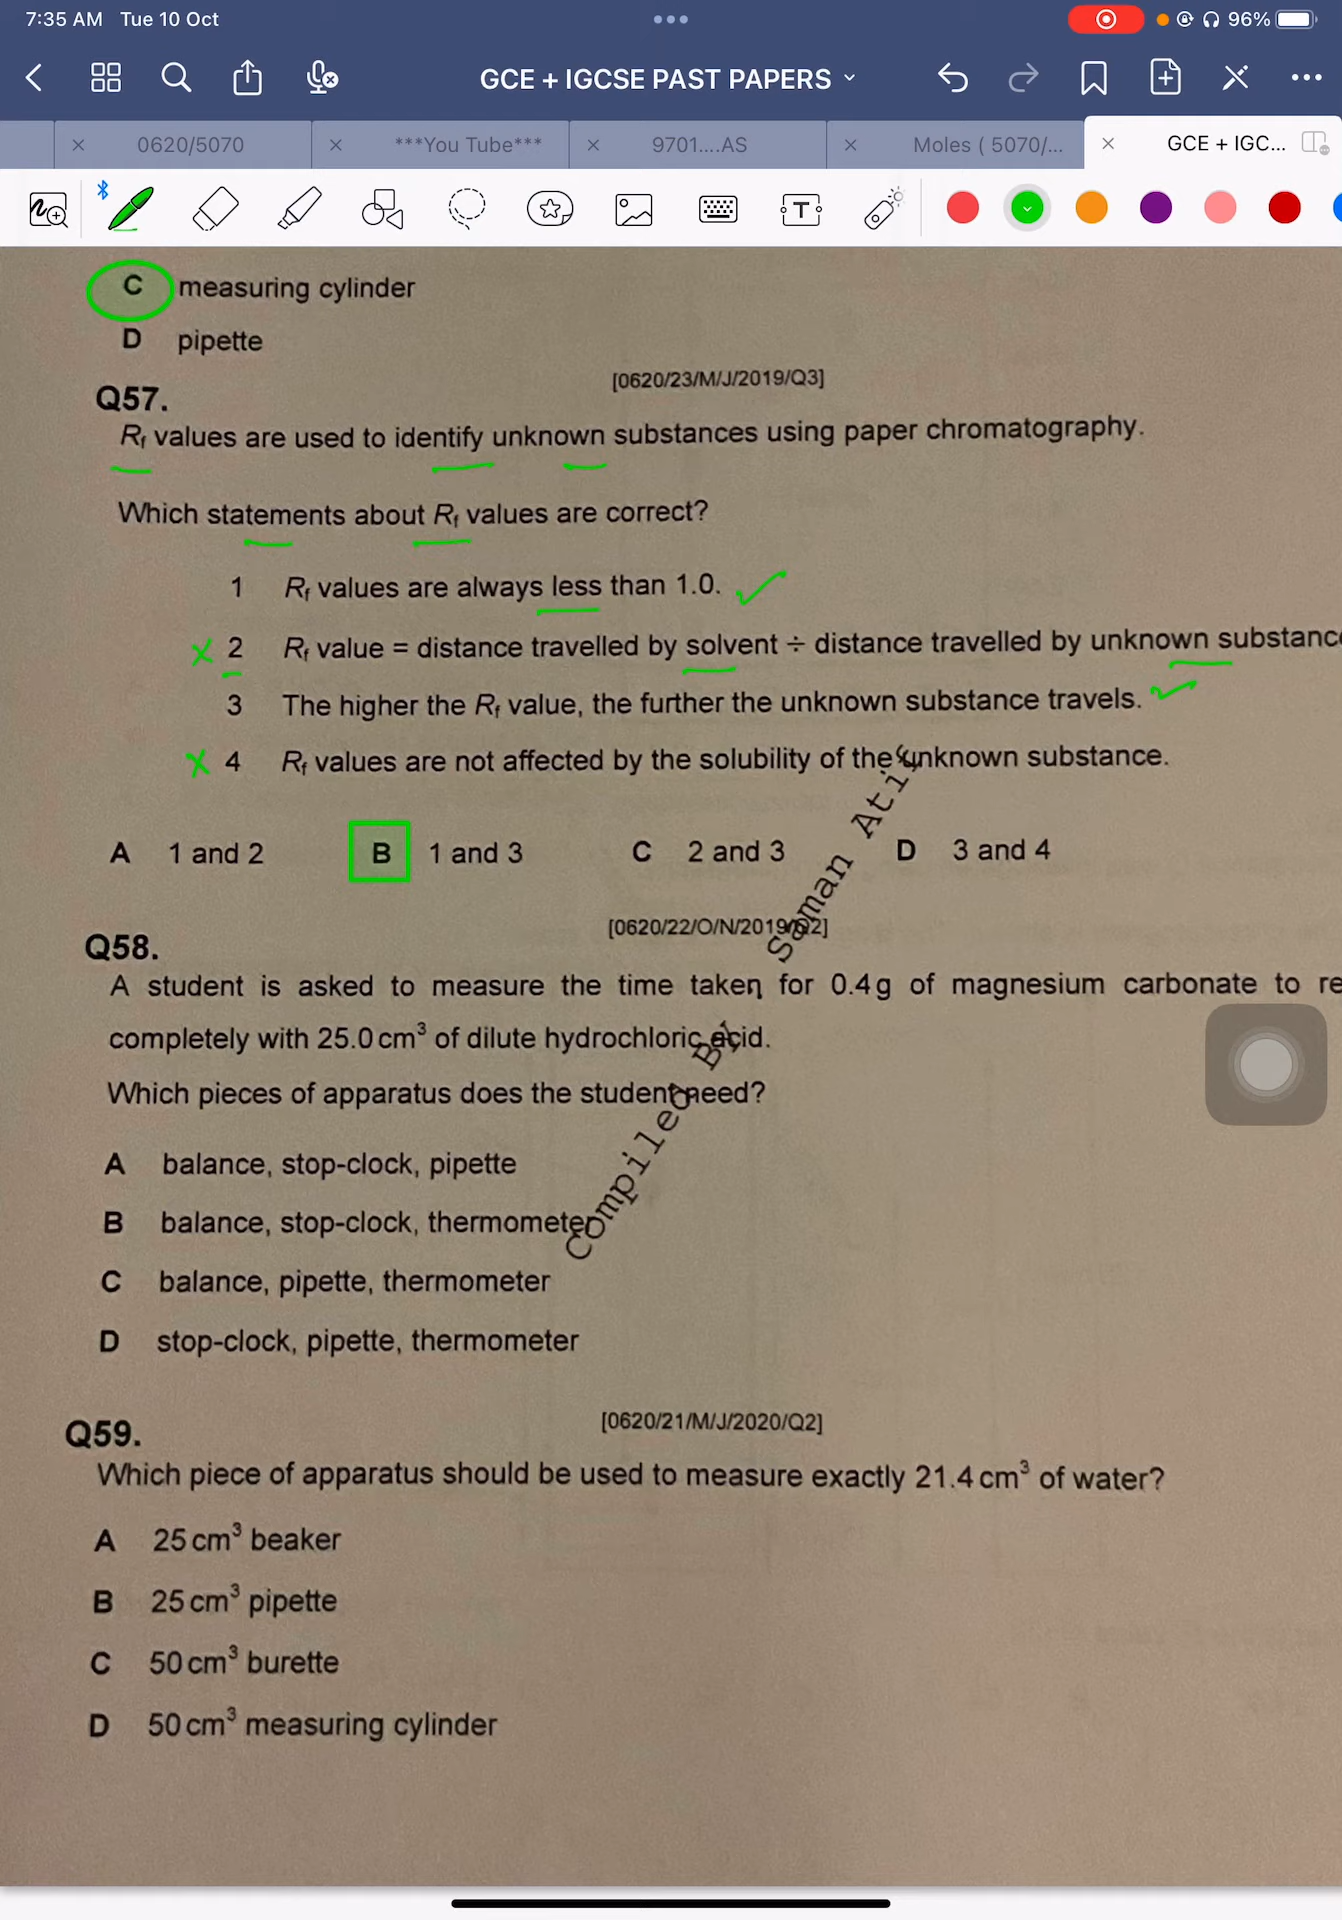 7:35 AM Tue 10 Oct
96%
GCE + IGCSE PAST PAPERS
0620/5070
***You Tube***
9701....AS
Moles ( 5070/...
GCE + IGC...
T
C measuring cylinder
D pipette
[0620/23/M/J/2019/Q3]
Q57.
Rf values are used to identify unknown substances using paper chromatography.
Which statements about Rf values are correct?
1 Rf values are always less than 1.0.
2 Rf value = distance travelled by solvent ÷ distance travelled by unknown substanc
3 The higher the Rf value, the further the unknown substance travels.
4 Rf values are not affected by the solubility of the unknown substance.
A 1 and 2 B 1 and 3 C 2 and 3 D 3 and 4
[0620/22/O/N/2019/Q2]
Q58.
A student is asked to measure the time taken for 0.4 g of magnesium carbonate to re
completely with 25.0 cm³ of dilute hydrochloric acid.
Which pieces of apparatus does the student need?
A balance, stop-clock, pipette
B balance, stop-clock, thermometer
C balance, pipette, thermometer
D stop-clock, pipette, thermometer
Compiled By Saman Atif
[0620/21/M/J/2020/Q2]
Q59.
Which piece of apparatus should be used to measure exactly 21.4 cm³ of water?
A 25 cm³ beaker
B 25 cm³ pipette
C 50 cm³ burette
D 50 cm³ measuring cylinder